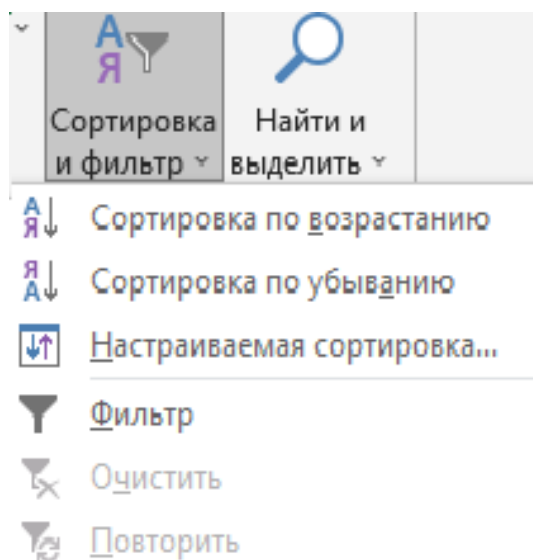 Сортировка
и фильтр
Найти и
выделить
Сортировка по возрастанию
Сортировка по убыванию
Настраиваемая сортировка...
Фильтр
Очистить
Повторить